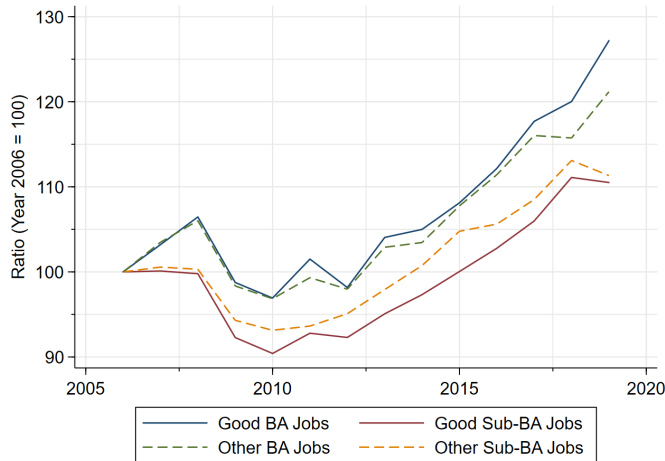 130
120
110
100
90
Ratio (Year 2006 = 100)
2005
2010
2015
2020
Good BA Jobs
Good Sub-BA Jobs
Other BA Jobs
Other Sub-BA Jobs